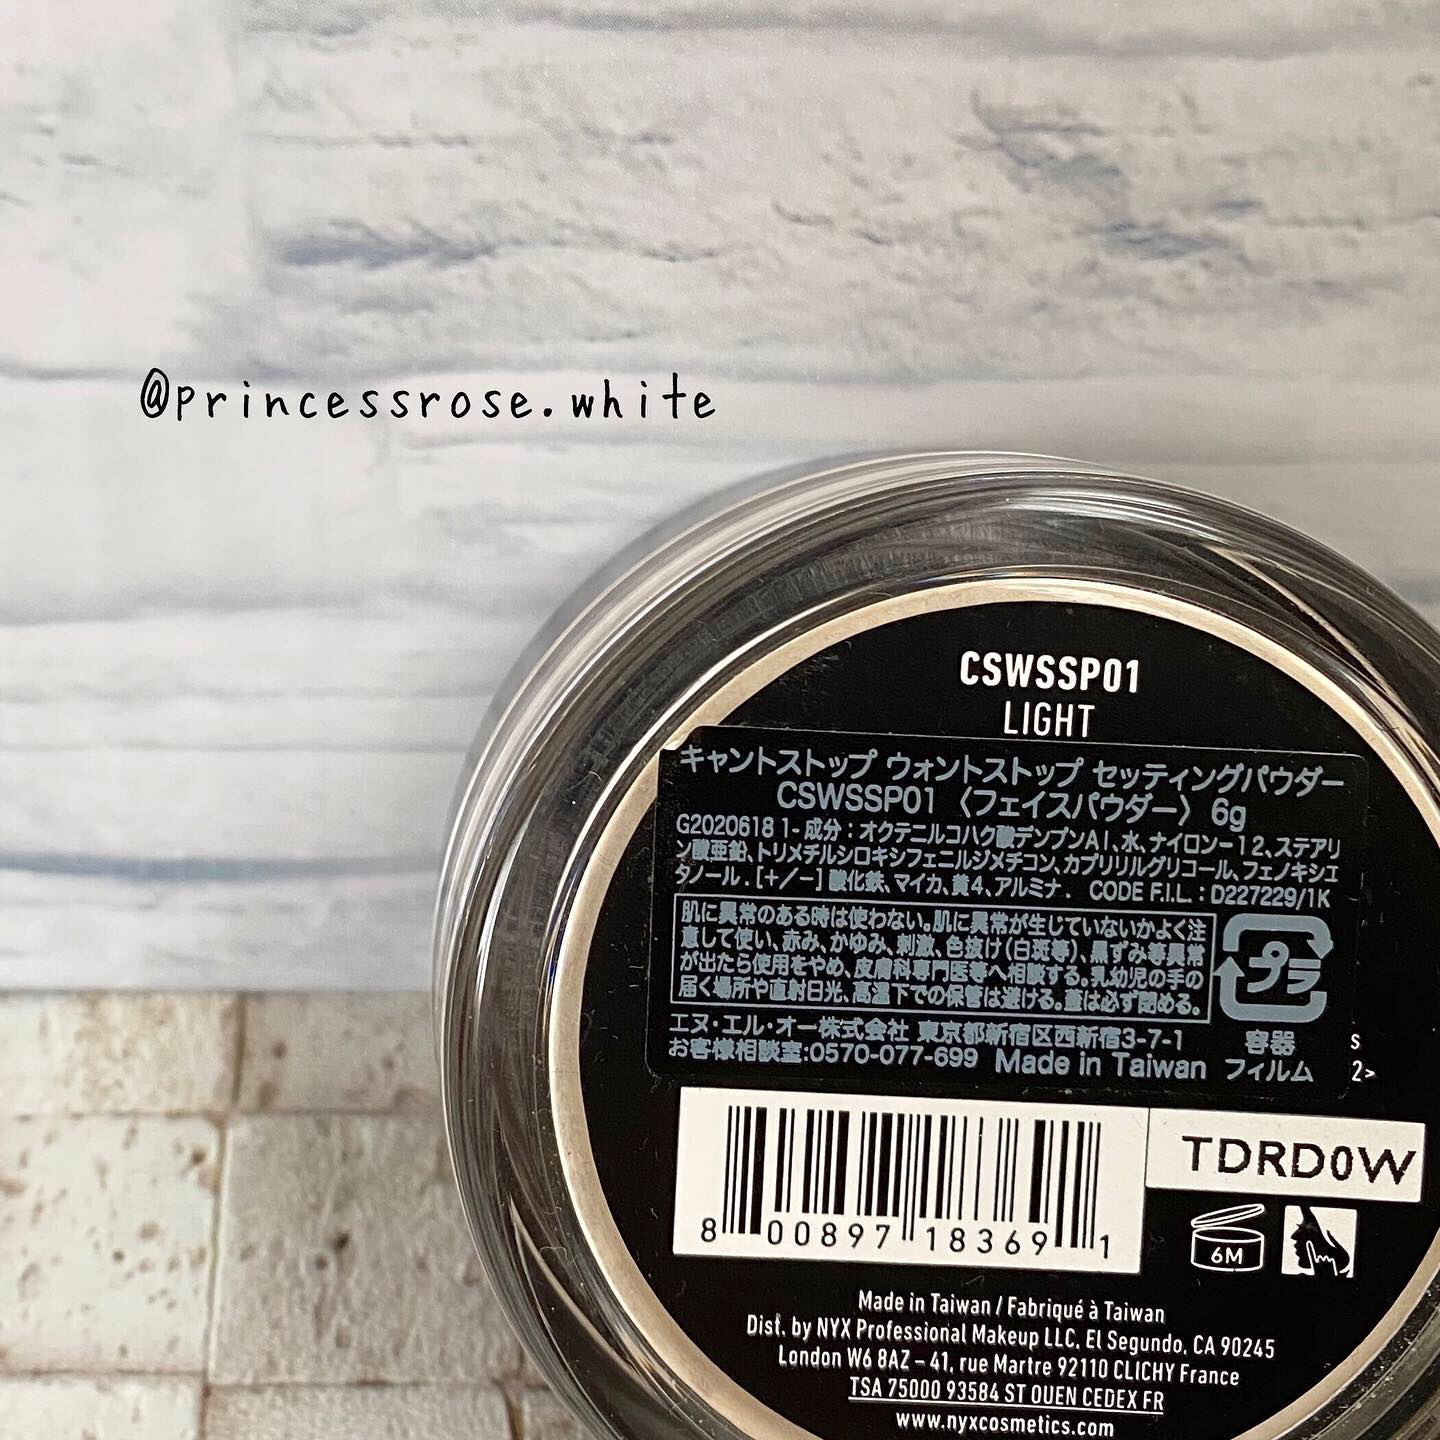 @princessrose.white
CSWSSP01
LIGHT
キャントストップ ウォントストップ セッティングパウダー
CSWSSP01 〈フェイスパウダー〉 6g
G2020618 1- 成分：オクテニルコハク酸デンプンAl、水、ナイロン－12、ステアリ
ン酸亜鉛、トリメチルシロキシフェニルジメチコン、カプリリルグリコール、フェノキシエ
タノール．[＋／－] 酸化鉄、マイカ、黄4、アルミナ． CODE F.I.L.：D227229/1K
肌に異常のある時は使わない。肌に異常が生じていないかよく注
意して使い、赤み、かゆみ、刺激、色抜け（白斑等）、黒ずみ等異常
が出たら使用をやめ、皮膚科専門医等へ相談する。乳幼児の手の
届く場所や直射日光、高温下での保管は避ける。蓋は必ず閉める。
プラ
エヌ・エル・オー株式会社 東京都新宿区西新宿3-7-1
お客様相談室:0570-077-699 Made in Taiwan
容器
フィルム
S
2>
TDRD0W
8 00897 18369 1
6M
Made in Taiwan / Fabriqué à Taiwan
Dist. by NYX Professional Makeup LLC, El Segundo, CA 90245
London W6 8AZ – 41, rue Martre 92110 CLICHY France
TSA 75000 93584 ST OUEN CEDEX FR
www.nyxcosmetics.com